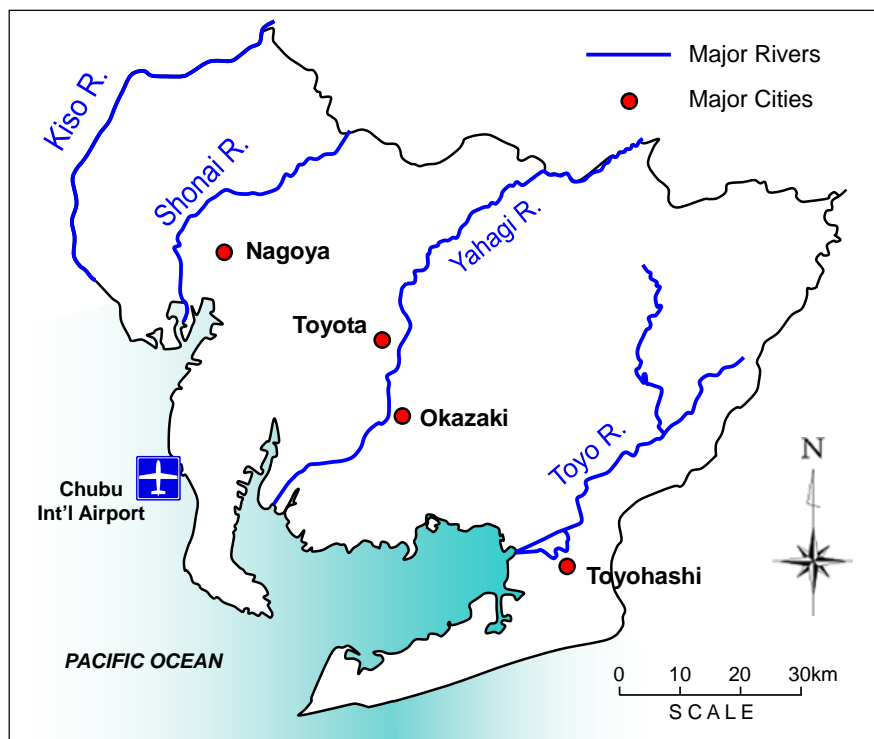 Major Rivers
Major Cities
Kiso R.
Shonai R.
Nagoya
Yahagi R.
Toyota
Okazaki
Toyo R.
N
Chubu
Int'l Airport
Toyohashi
PACIFIC OCEAN
0 10 20 30km
SCALE